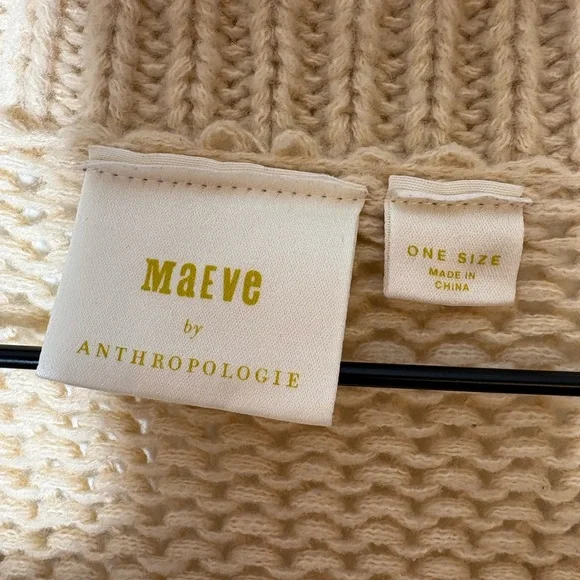 MaEVe
by
ANTHROPOLOGIE
ONE SIZE
MADE IN
CHINA